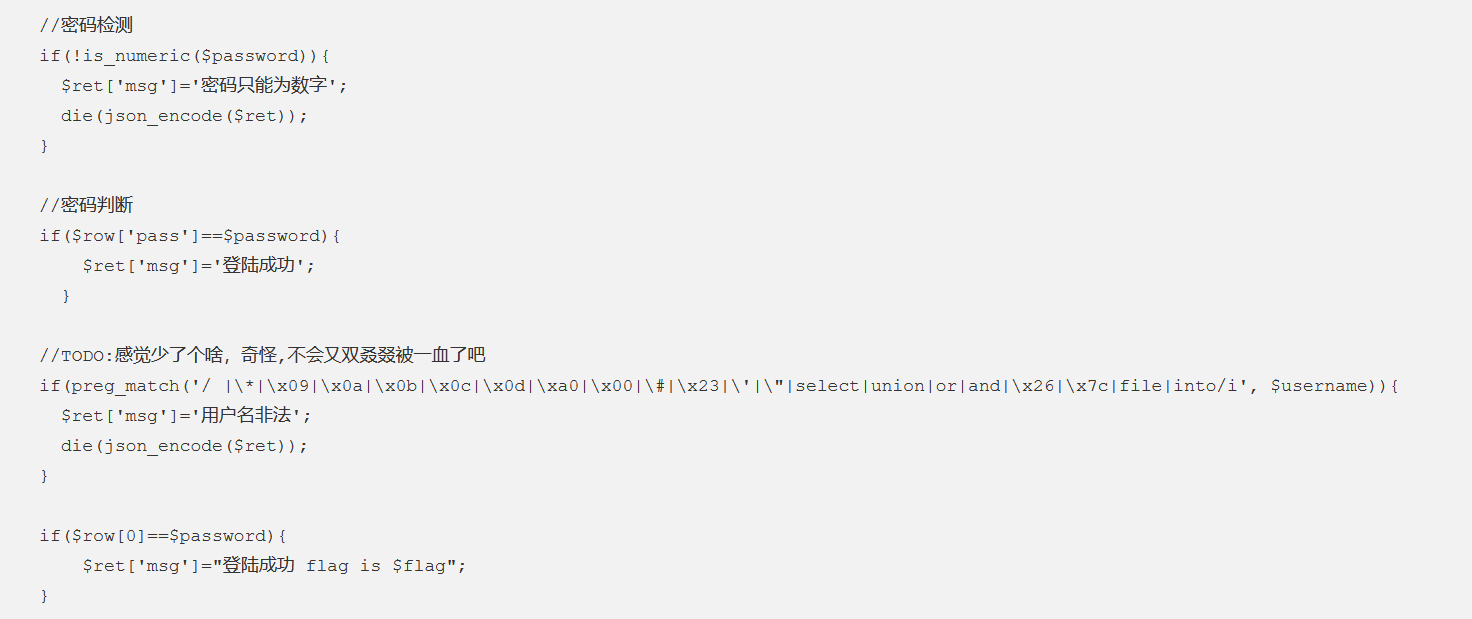 //密码检测
if(!is_numeric($password)){
  $ret['msg']='密码只能为数字';
  die(json_encode($ret));
}
//密码判断
if($row['pass']==$password){
    $ret['msg']='登陆成功';
  }
//TODO:感觉少了个啥，奇怪,不会又双叒叕被一血了吧
if(preg_match('/ |\*|\x09|\x0a|\x0b|\x0c|\x0d|\xa0|\x00|\#|\x23|\'|\"|select|union|or|and|\x26|\x7c|file|into/i', $username)){
  $ret['msg']='用户名非法';
  die(json_encode($ret));
}
if($row[0]==$password){
    $ret['msg']="登陆成功 flag is $flag";
}